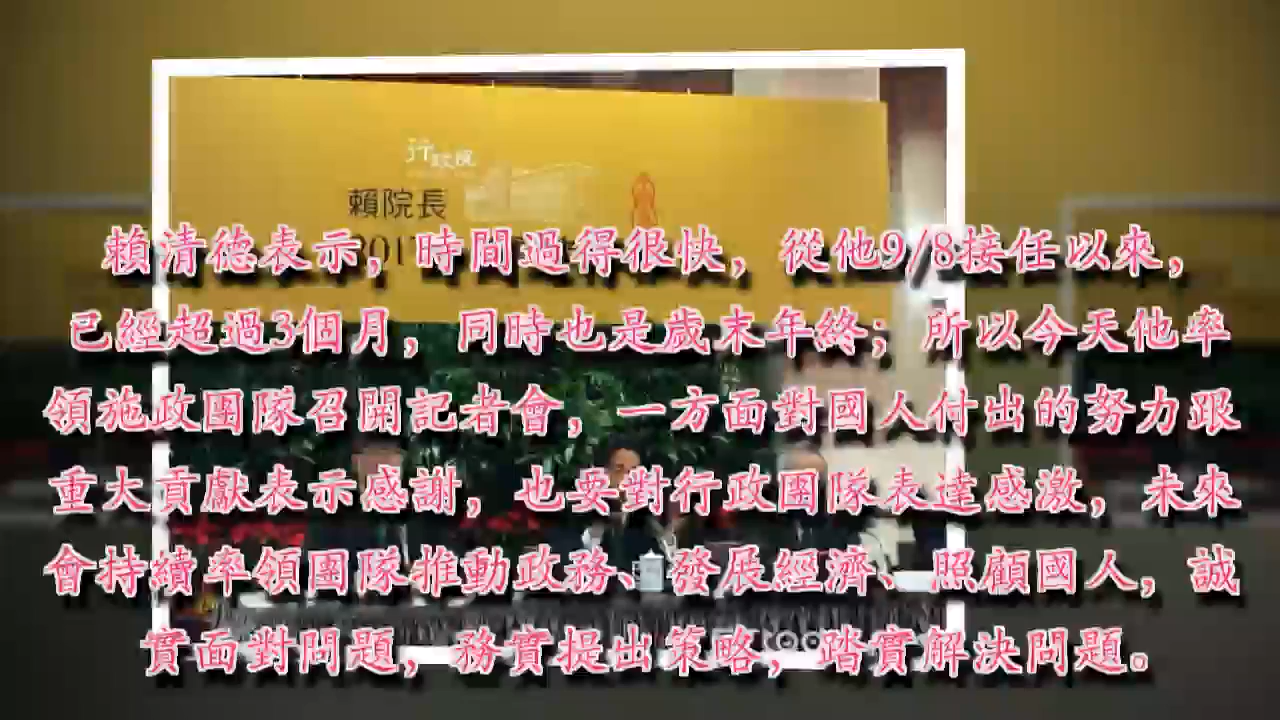 行政院
賴院長
201
賴清德表示，時間過得很快，從他9/8接任以來，
已經超過3個月，同時也是歲末年終；所以今天他率
領施政團隊召開記者會，一方面對國人付出的努力跟
重大貢獻表示感謝，也要對行政團隊表達感激，未來
會持續率領團隊推動政務、發展經濟、照顧國人，誠
實面對問題，務實提出策略，踏實解決問題。